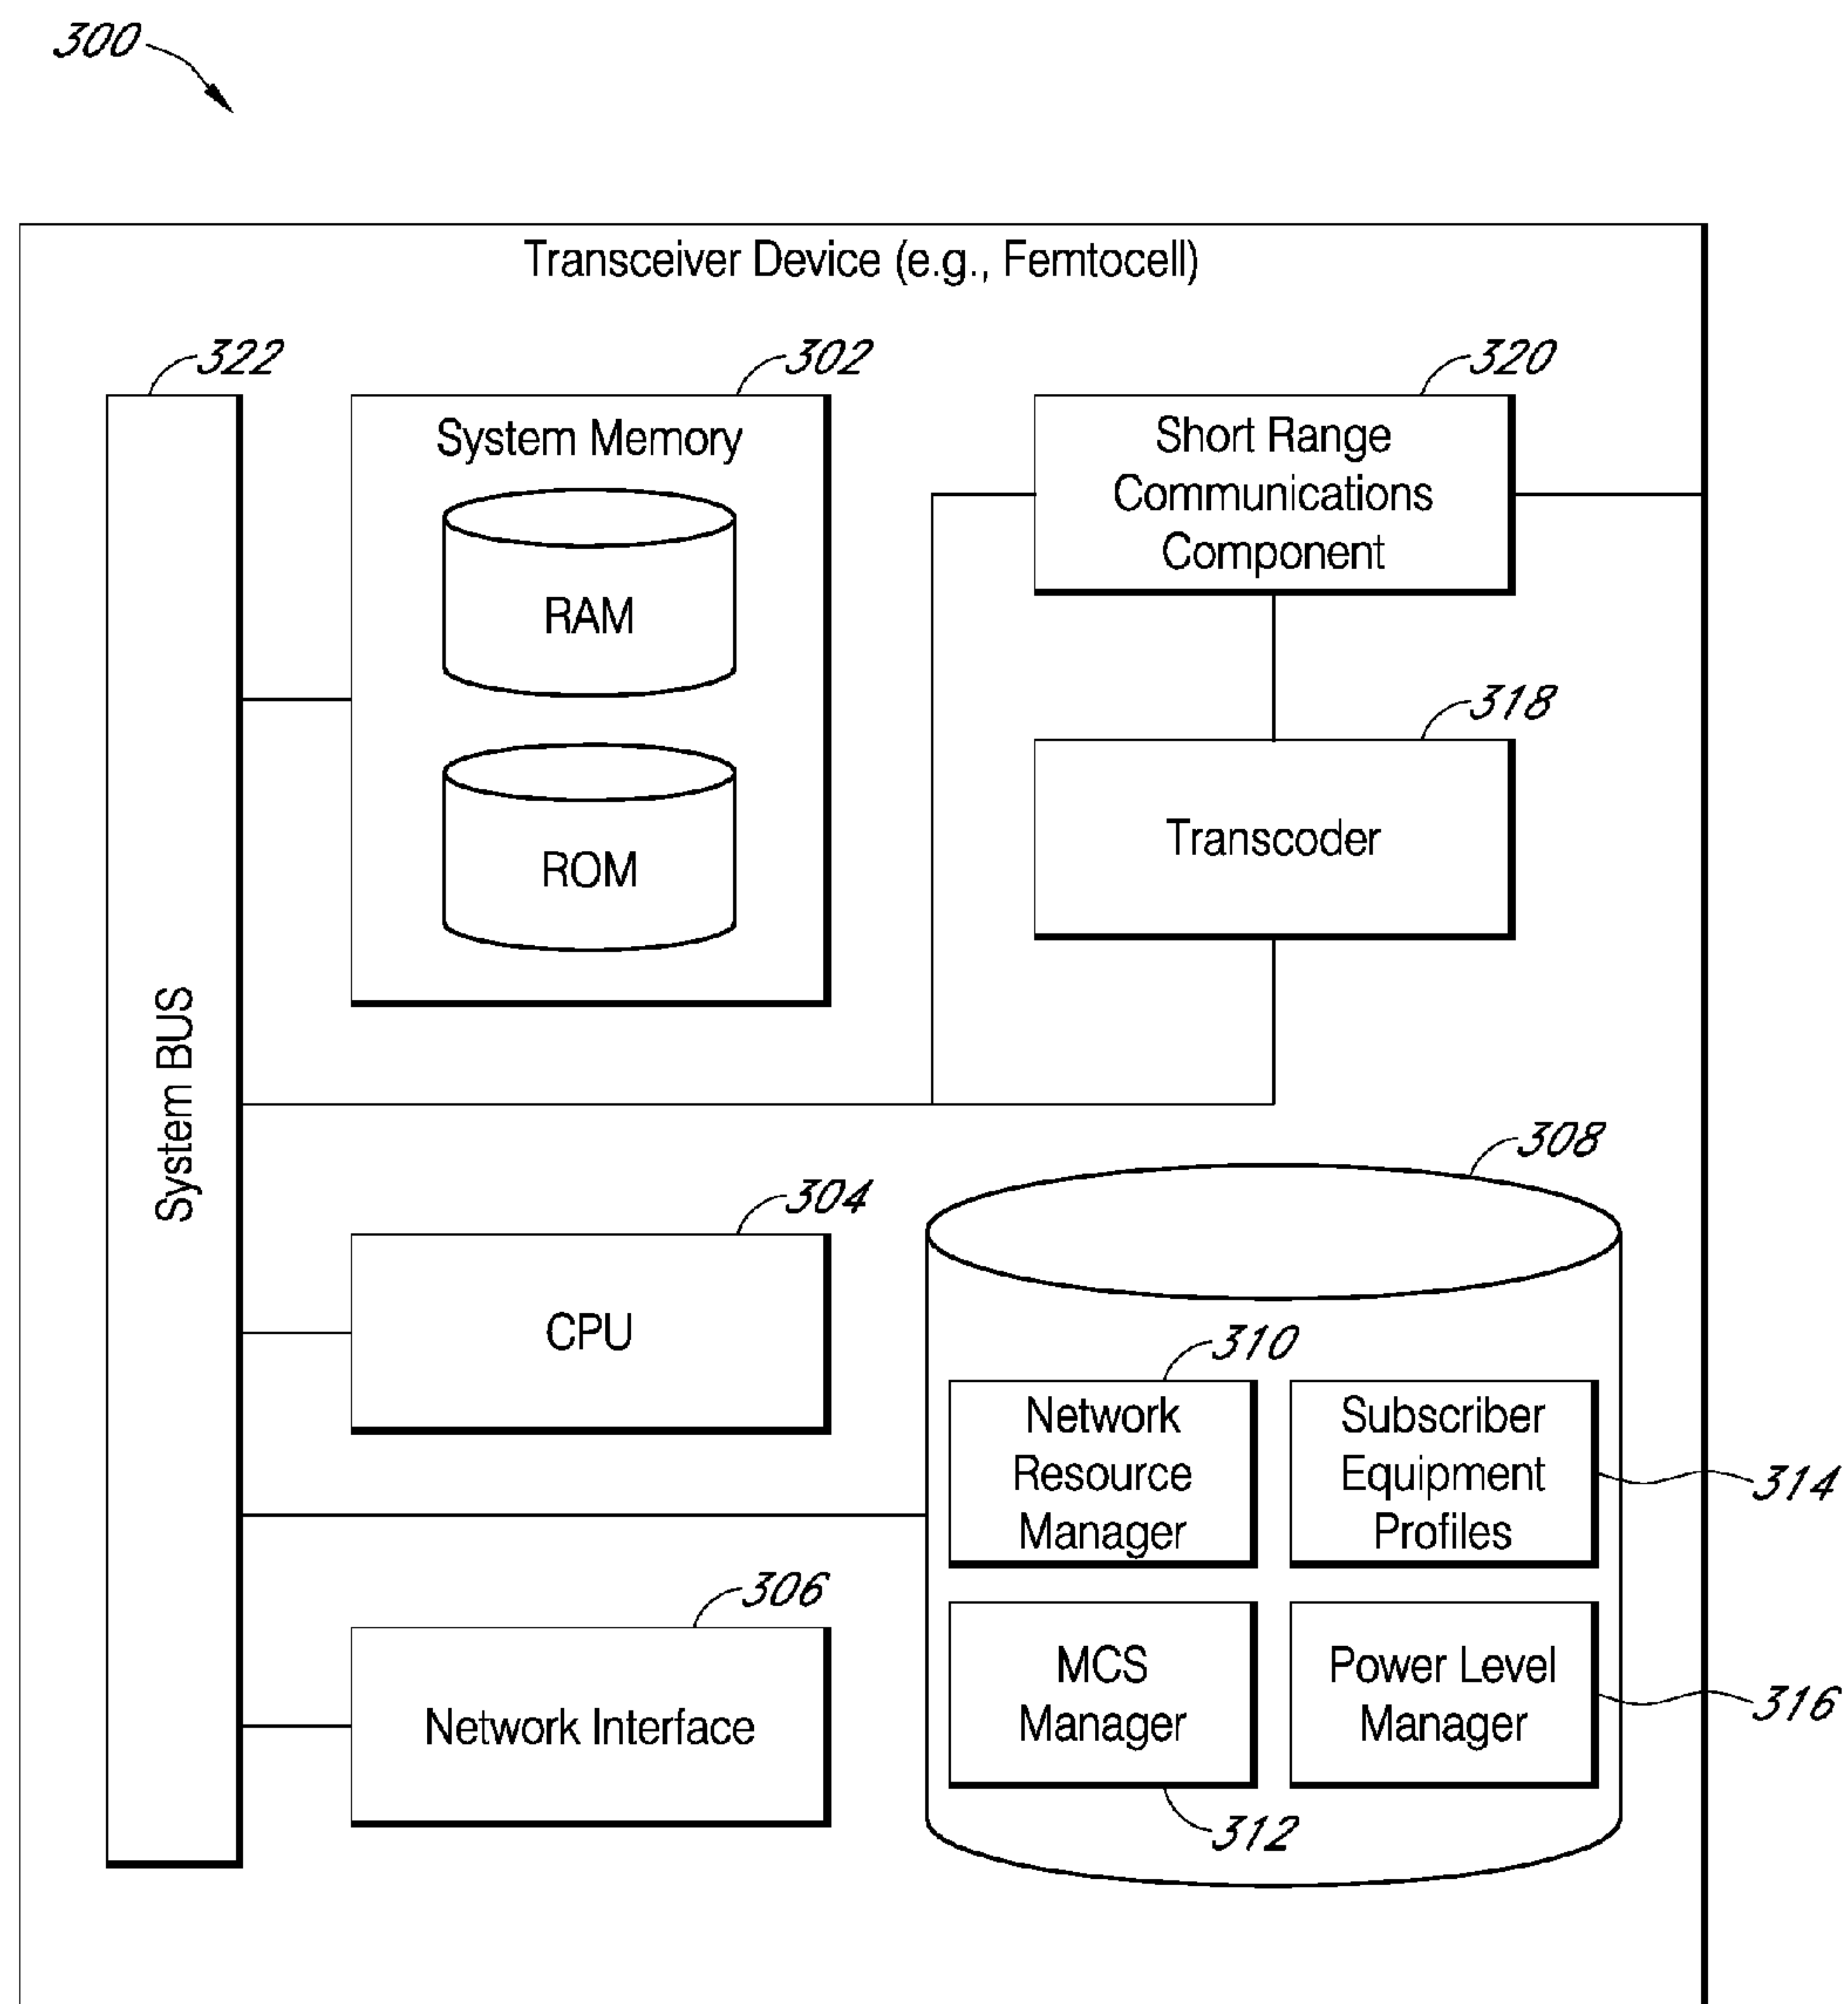 300
Transceiver Device (e.g., Femtocell)
322
302
320
System Memory
RAM
ROM
Short Range
Communications
Component
318
Transcoder
System BUS
304
CPU
308
310
Network
Resource
Manager
Subscriber
Equipment
Profiles
314
306
Network Interface
MCS
Manager
312
Power Level
Manager
316